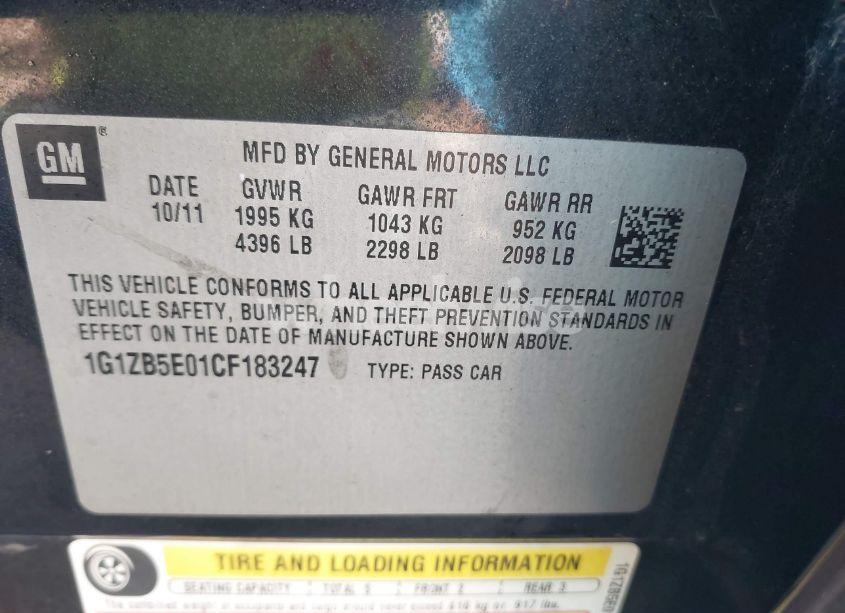 GM
MFD BY GENERAL MOTORS LLC
DATE GVWR GAWR FRT GAWR RR
10/11 1995 KG 1043 KG 952 KG
4396 LB 2298 LB 2098 LB
THIS VEHICLE CONFORMS TO ALL APPLICABLE U.S. FEDERAL MOTOR
VEHICLE SAFETY, BUMPER, AND THEFT PREVENTION STANDARDS IN
EFFECT ON THE DATE OF MANUFACTURE SHOWN ABOVE.
1G1ZB5E01CF183247 TYPE: PASS CAR
TIRE AND LOADING INFORMATION
SEATING CAPACITY TOTAL 5 FRONT 2 REAR 3